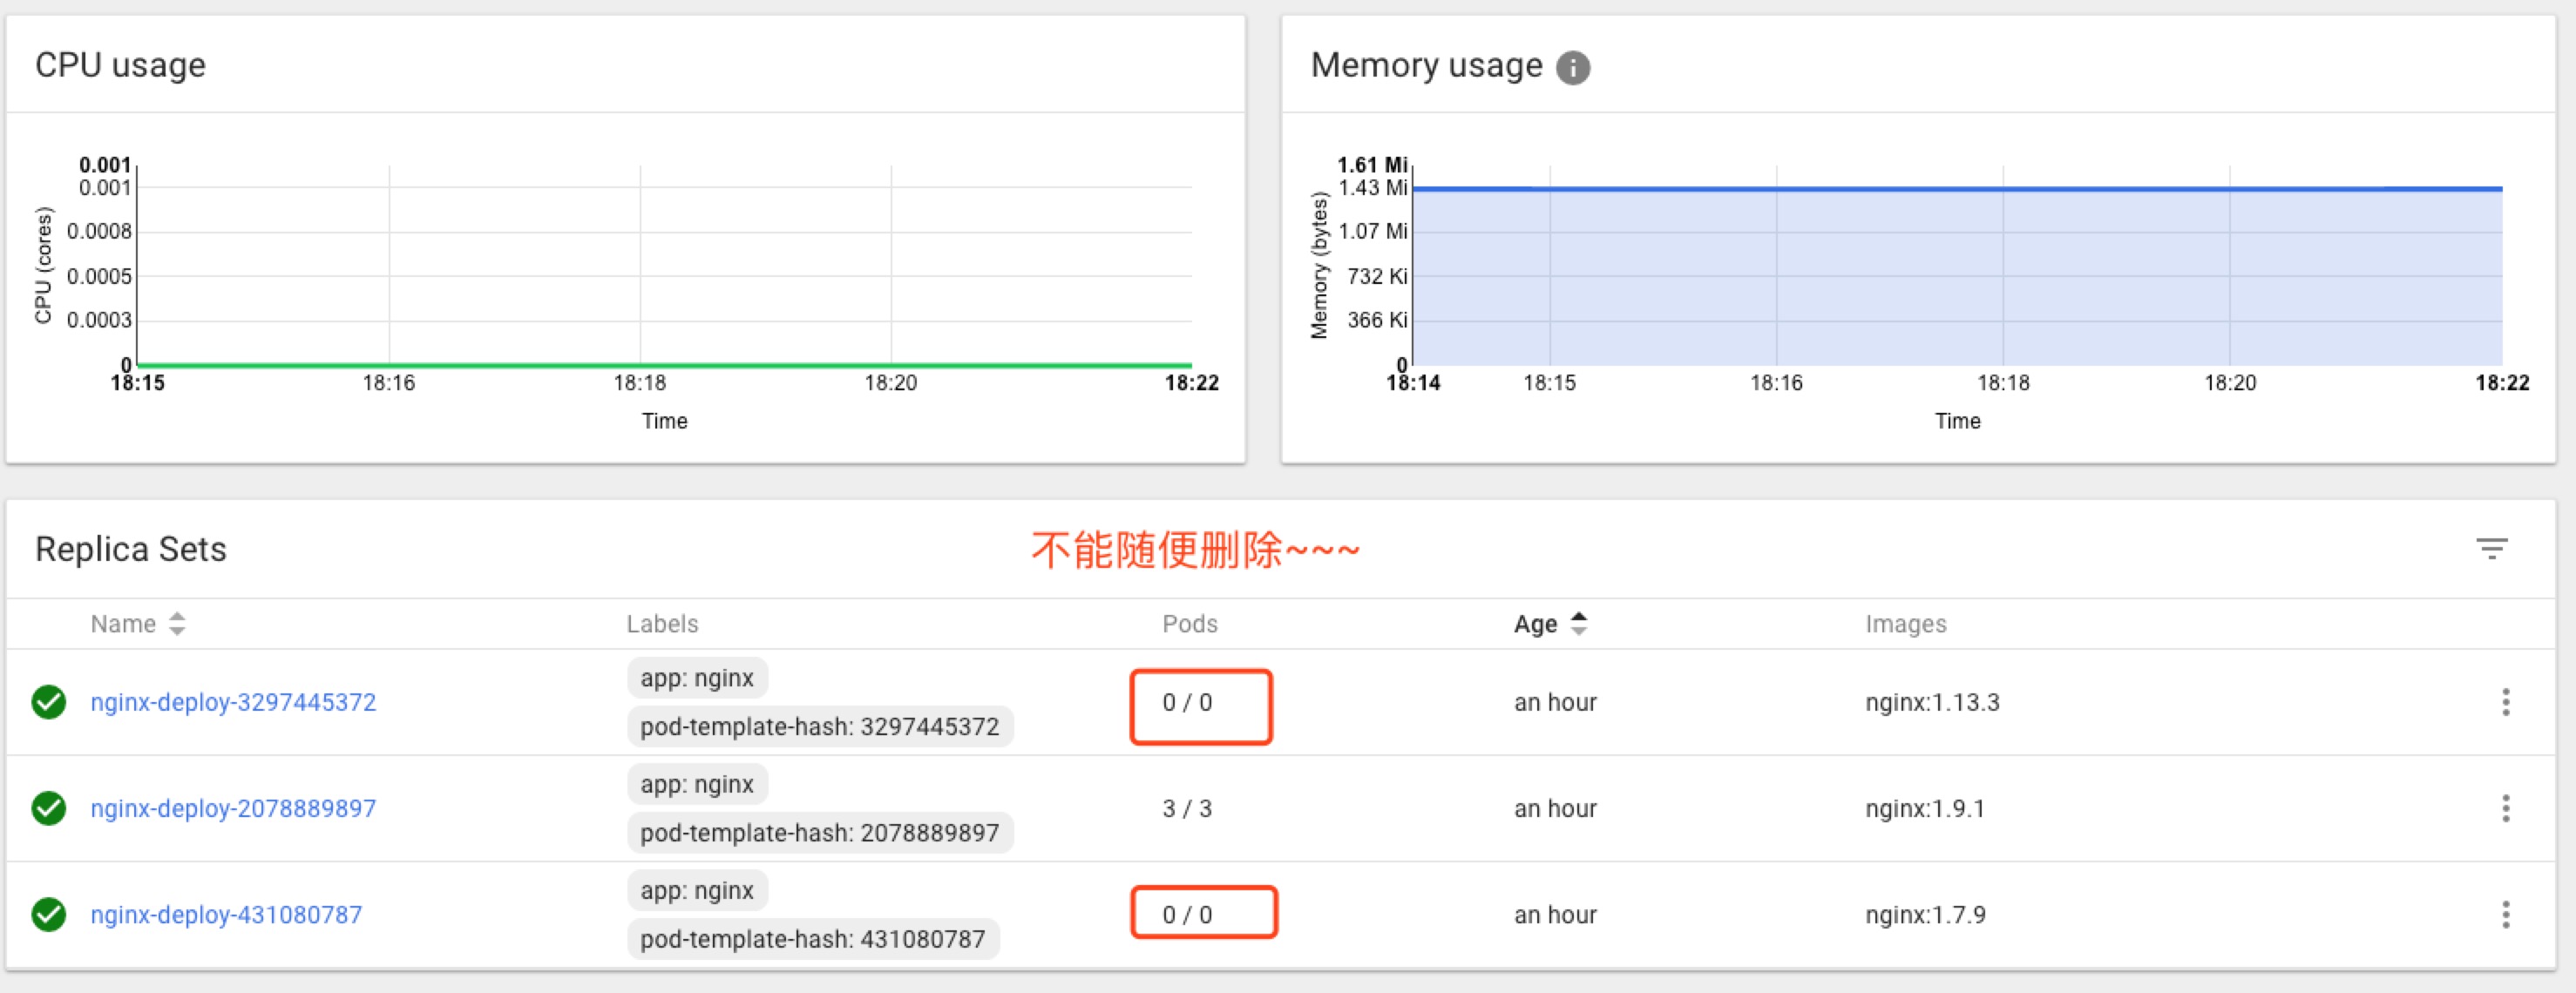 CPU usage
CPU (cores)
0.001
0.001
0.0008
0.0005
0.0003
0
18:15 18:16 18:18 18:20 18:22
Time
Memory usage
Memory (bytes)
1.61 Mi
1.43 Mi
1.07 Mi
732 Ki
366 Ki
0
18:14 18:15 18:16 18:18 18:20 18:22
Time
Replica Sets
不能随便删除~~~
Name Labels Pods Age Images
nginx-deploy-3297445372 app: nginx 0 / 0 an hour nginx:1.13.3
pod-template-hash: 3297445372
nginx-deploy-2078889897 app: nginx 3 / 3 an hour nginx:1.9.1
pod-template-hash: 2078889897
nginx-deploy-431080787 app: nginx 0 / 0 an hour nginx:1.7.9
pod-template-hash: 431080787